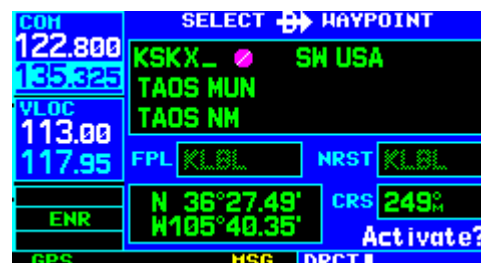 COM
122.800
135.325
VLOC
113.00
117.95
ENR
GPS
SELECT D WAYPOINT
KSKX_ SW USA
TAOS MUN
TAOS NM
FPL KLBL NRST KLBL
N 36°27.49'
W105°40.35'
CRS 249°M
Activate?
MSG DRCT